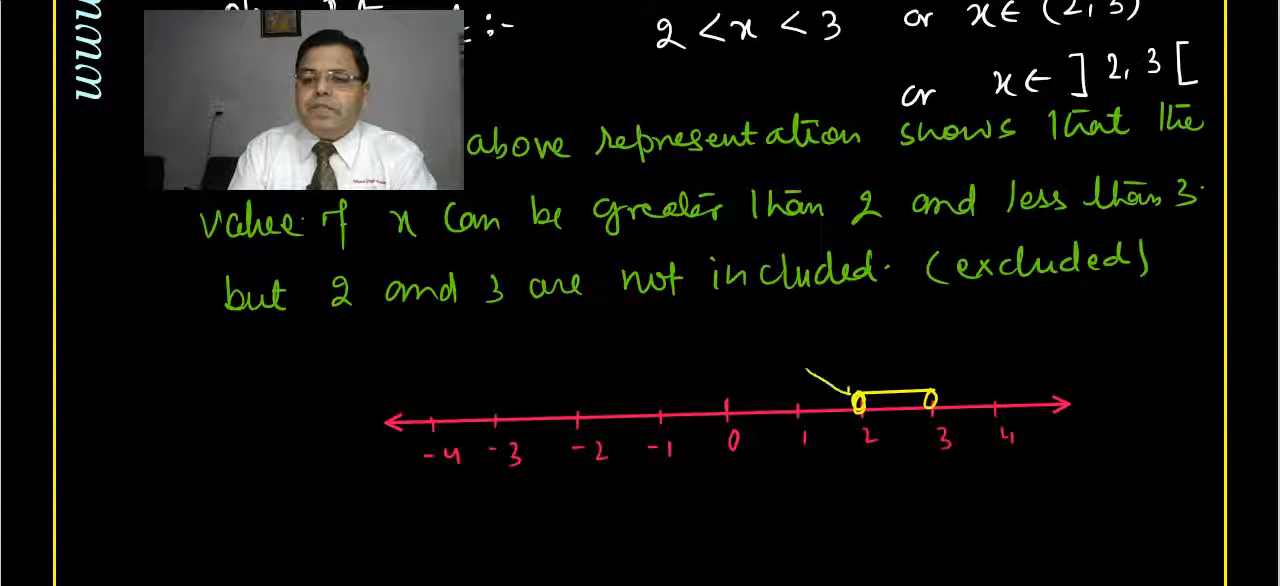 2 < x < 3 or x ∈ (2, 3)
or x ∈ ] 2, 3 [
above representation shows that the
value of x can be greater than 2 and less than 3.
but 2 and 3 are not included. (excluded)
-4 -3 -2 -1 0 1 2 3 4
www